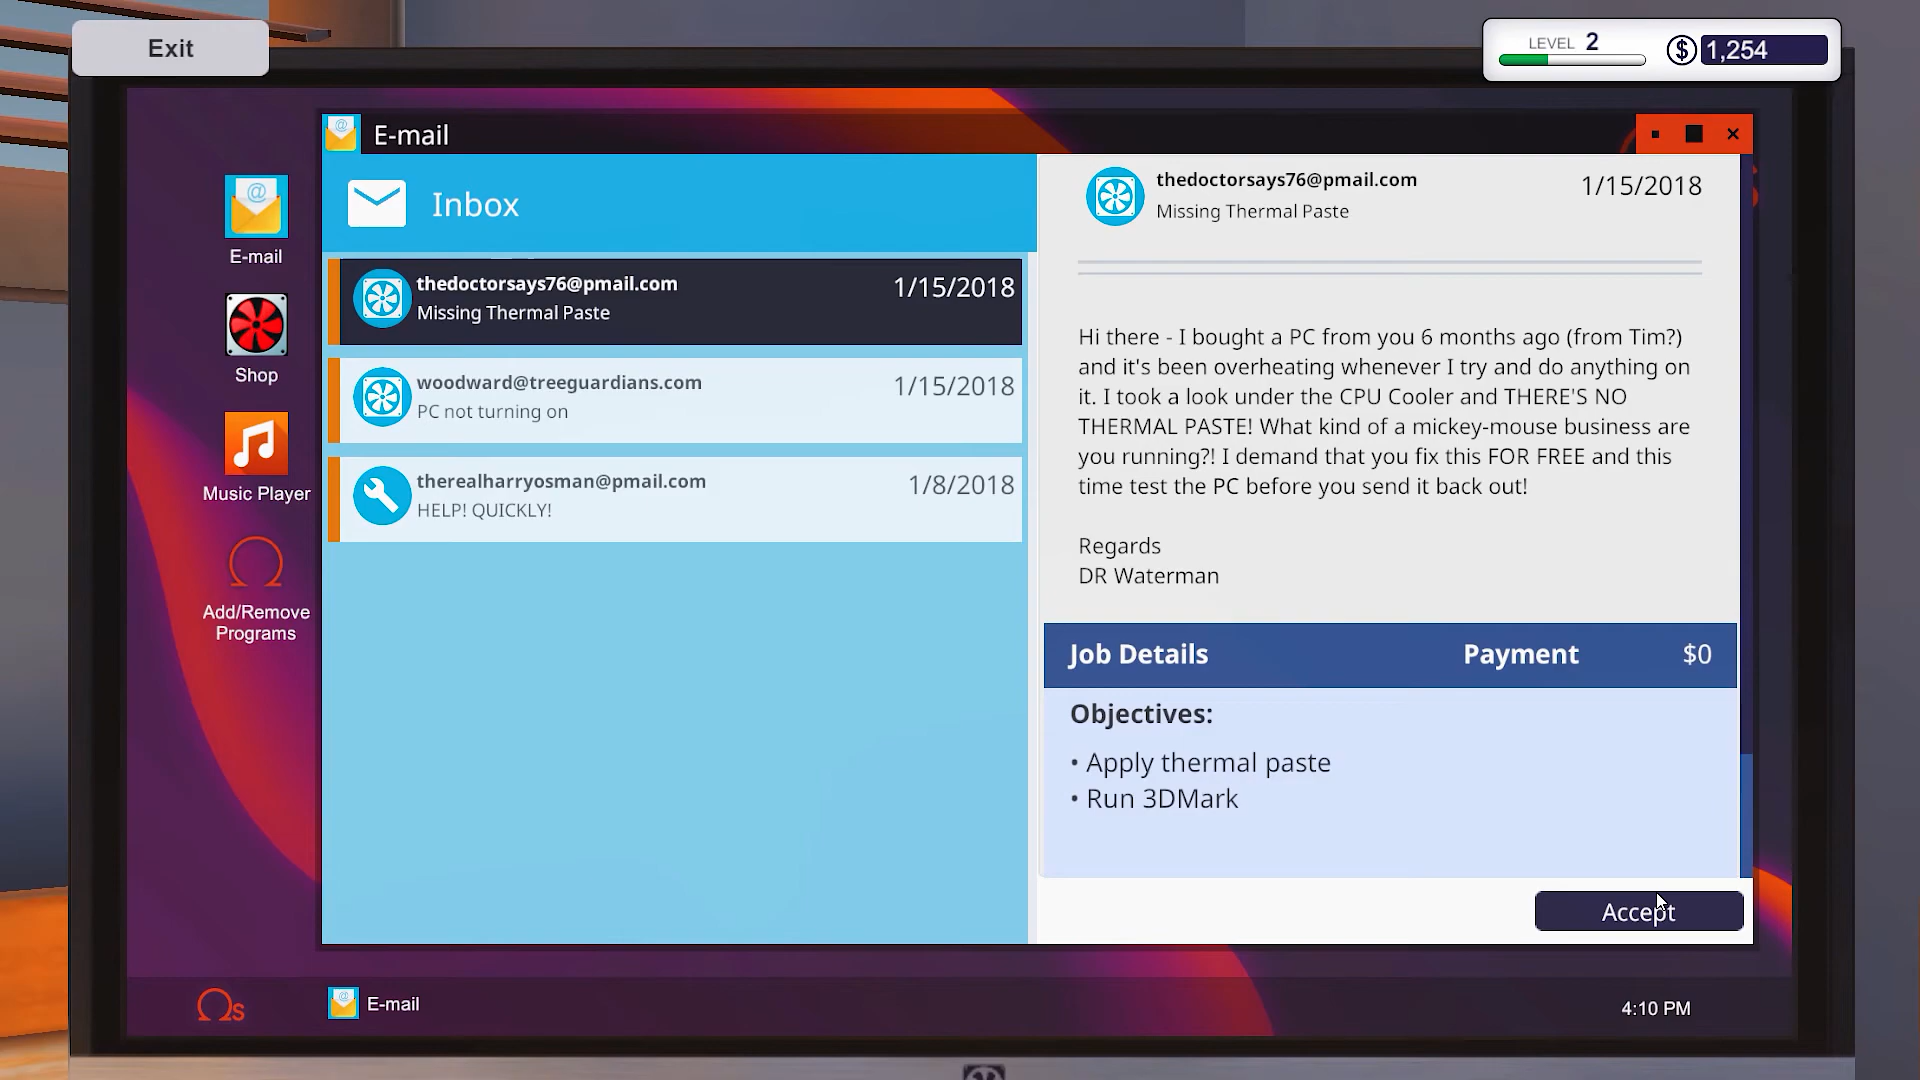 Exit
LEVEL 2
$ 1,254
E-mail
E-mail
Shop
Music Player
Add/Remove
Programs
Inbox
thedoctorsays76@pmail.com
1/15/2018
Missing Thermal Paste
woodward@treeguardians.com
1/15/2018
PC not turning on
therealharryosman@pmail.com
1/8/2018
HELP! QUICKLY!
thedoctorsays76@pmail.com
1/15/2018
Missing Thermal Paste
Hi there - I bought a PC from you 6 months ago (from Tim?)
and it's been overheating whenever I try and do anything on
it. I took a look under the CPU Cooler and THERE'S NO
THERMAL PASTE! What kind of a mickey-mouse business are
you running?! I demand that you fix this FOR FREE and this
time test the PC before you send it back out!
Regards
DR Waterman
Job Details Payment $0
Objectives:
• Apply thermal paste
• Run 3DMark
Accept
Ωs
E-mail
4:10 PM